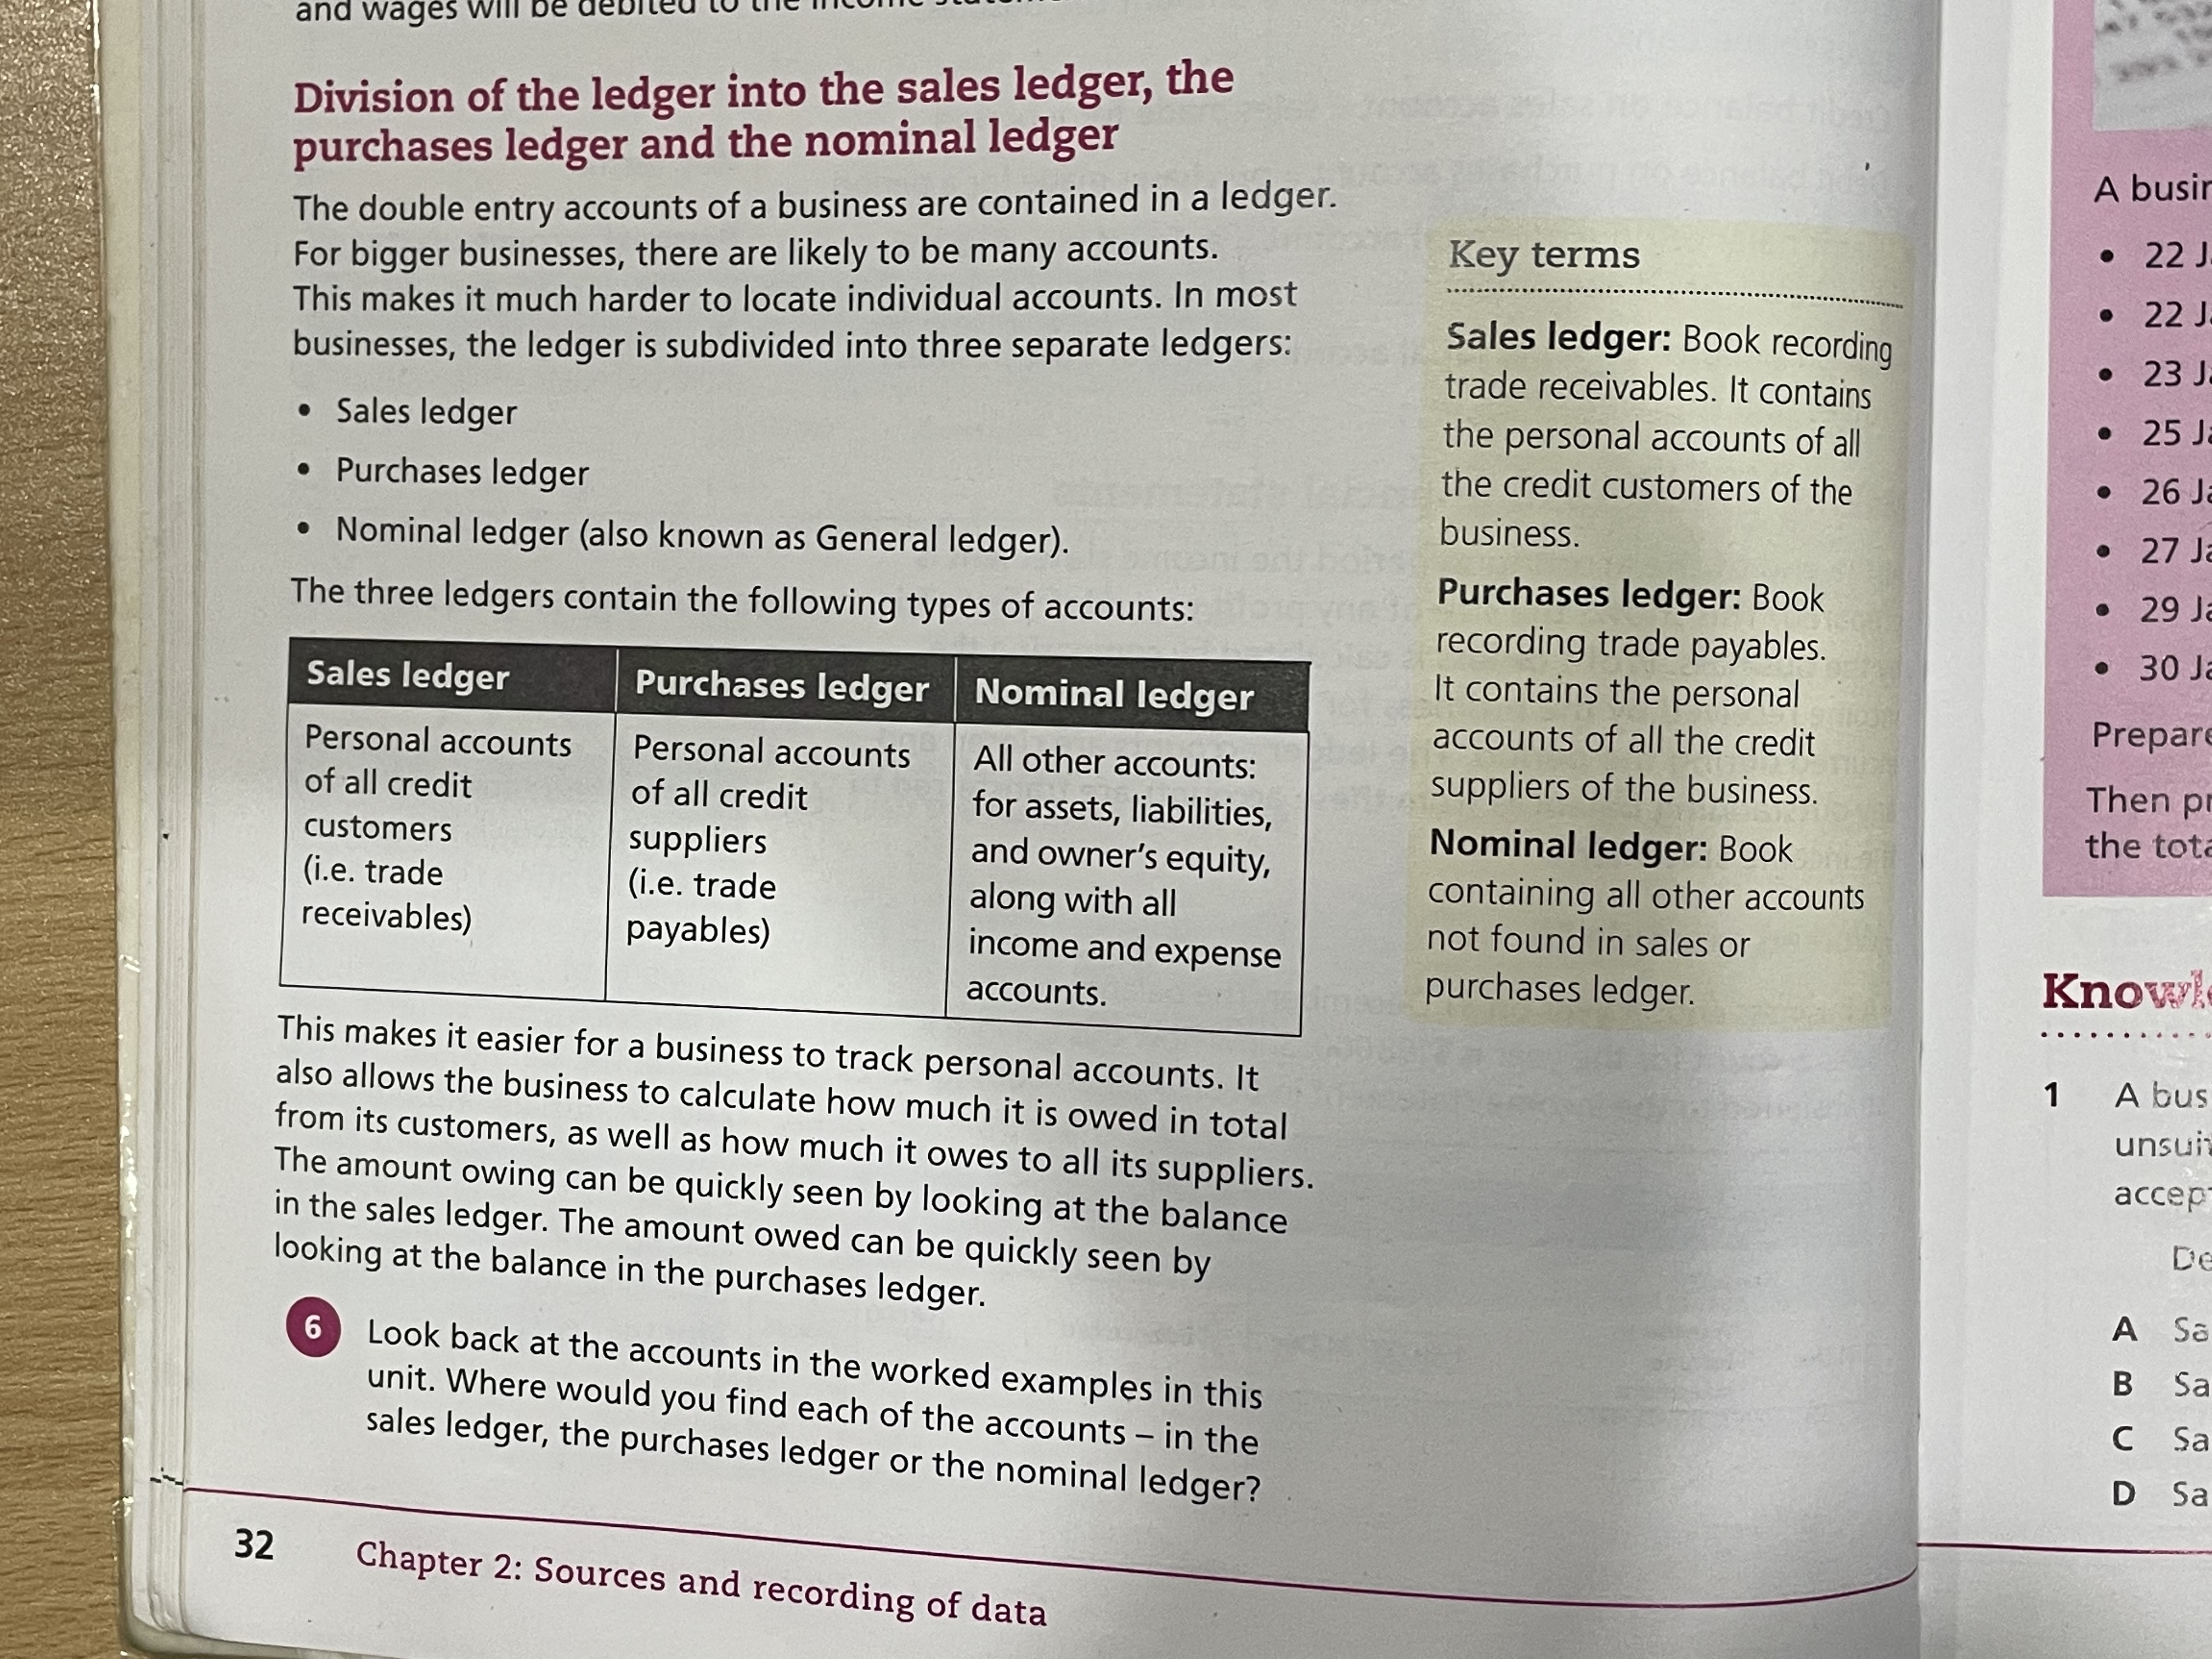 and wages will be debited to the income
Division of the ledger into the sales ledger, the
purchases ledger and the nominal ledger
The double entry accounts of a business are contained in a ledger.
For bigger businesses, there are likely to be many accounts.
This makes it much harder to locate individual accounts. In most
businesses, the ledger is subdivided into three separate ledgers:
• Sales ledger
• Purchases ledger
• Nominal ledger (also known as General ledger).
The three ledgers contain the following types of accounts:
Sales ledger
Personal accounts
of all credit
customers
(i.e. trade
receivables)
Purchases ledger
Personal accounts
of all credit
suppliers
(i.e. trade
payables)
Nominal ledger
All other accounts:
for assets, liabilities,
and owner's equity,
along with all
income and expense
accounts.
This makes it easier for a business to track personal accounts. It
also allows the business to calculate how much it is owed in total
from its customers, as well as how much it owes to all its suppliers.
The amount owing can be quickly seen by looking at the balance
in the sales ledger. The amount owed can be quickly seen by
looking at the balance in the purchases ledger.
6 Look back at the accounts in the worked examples in this
unit. Where would you find each of the accounts – in the
sales ledger, the purchases ledger or the nominal ledger?
Key terms
Sales ledger: Book recording
trade receivables. It contains
the personal accounts of all
the credit customers of the
business.
Purchases ledger: Book
recording trade payables.
It contains the personal
accounts of all the credit
suppliers of the business.
Nominal ledger: Book
containing all other accounts
not found in sales or
purchases ledger.
32 Chapter 2: Sources and recording of data
A busin
• 22 J
• 22 J
• 23 J
• 25 J
• 26 Ja
• 27 Ja
• 29 Ja
• 30 Ja
Prepare
Then pr
the tota
Knowl
1 A bus
unsuit
accep
De
A Sa
B Sa
C Sa
D Sa